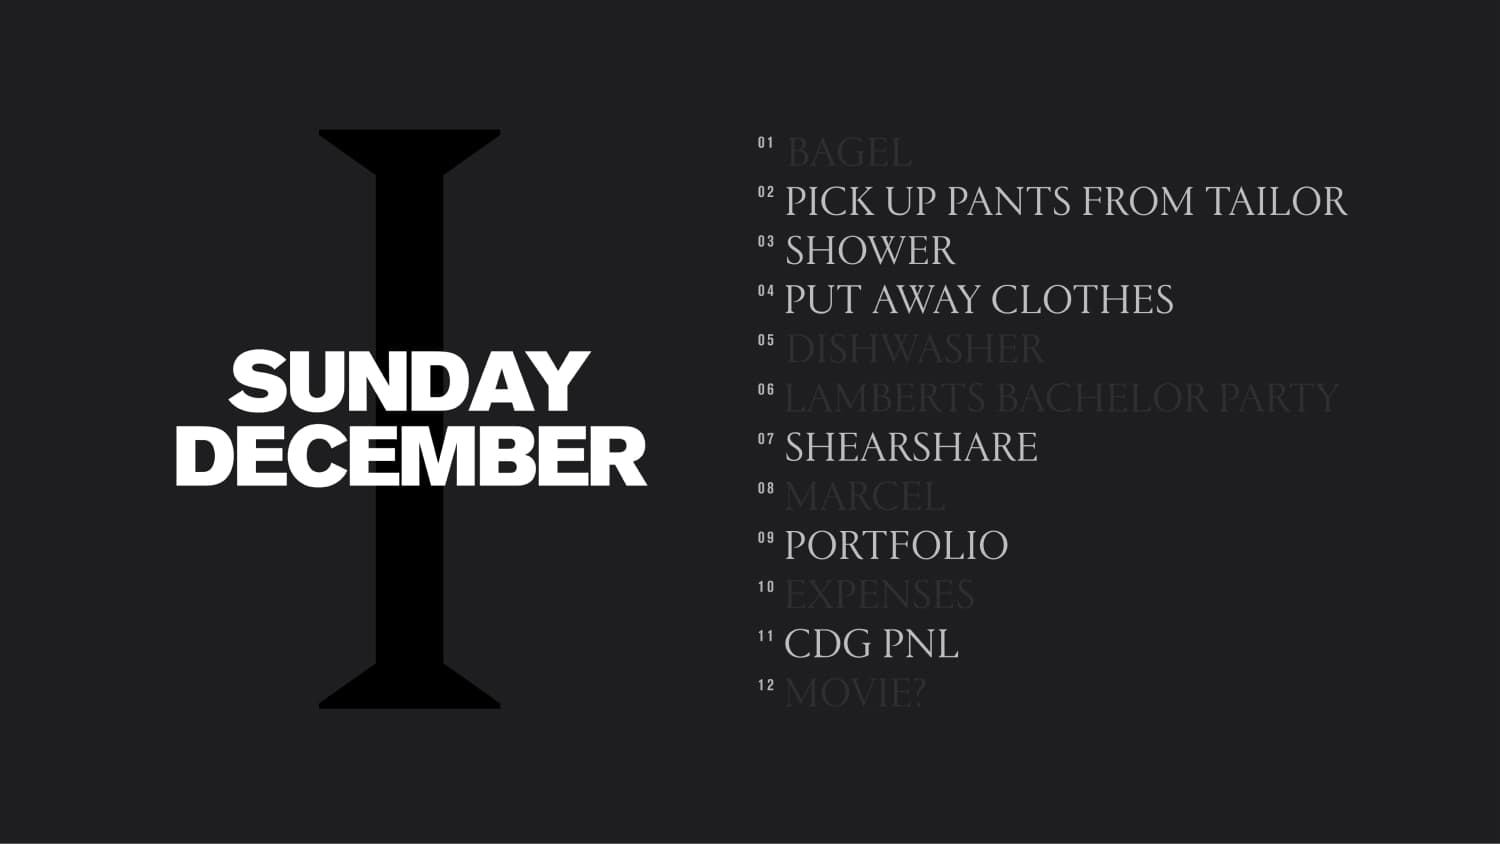 I
SUNDAY
DECEMBER
01 BAGEL
02 PICK UP PANTS FROM TAILOR
03 SHOWER
04 PUT AWAY CLOTHES
05 DISHWASHER
06 LAMBERTS BACHELOR PARTY
07 SHEARSHARE
08 MARCEL
09 PORTFOLIO
10 EXPENSES
11 CDG PNL
12 MOVIE?